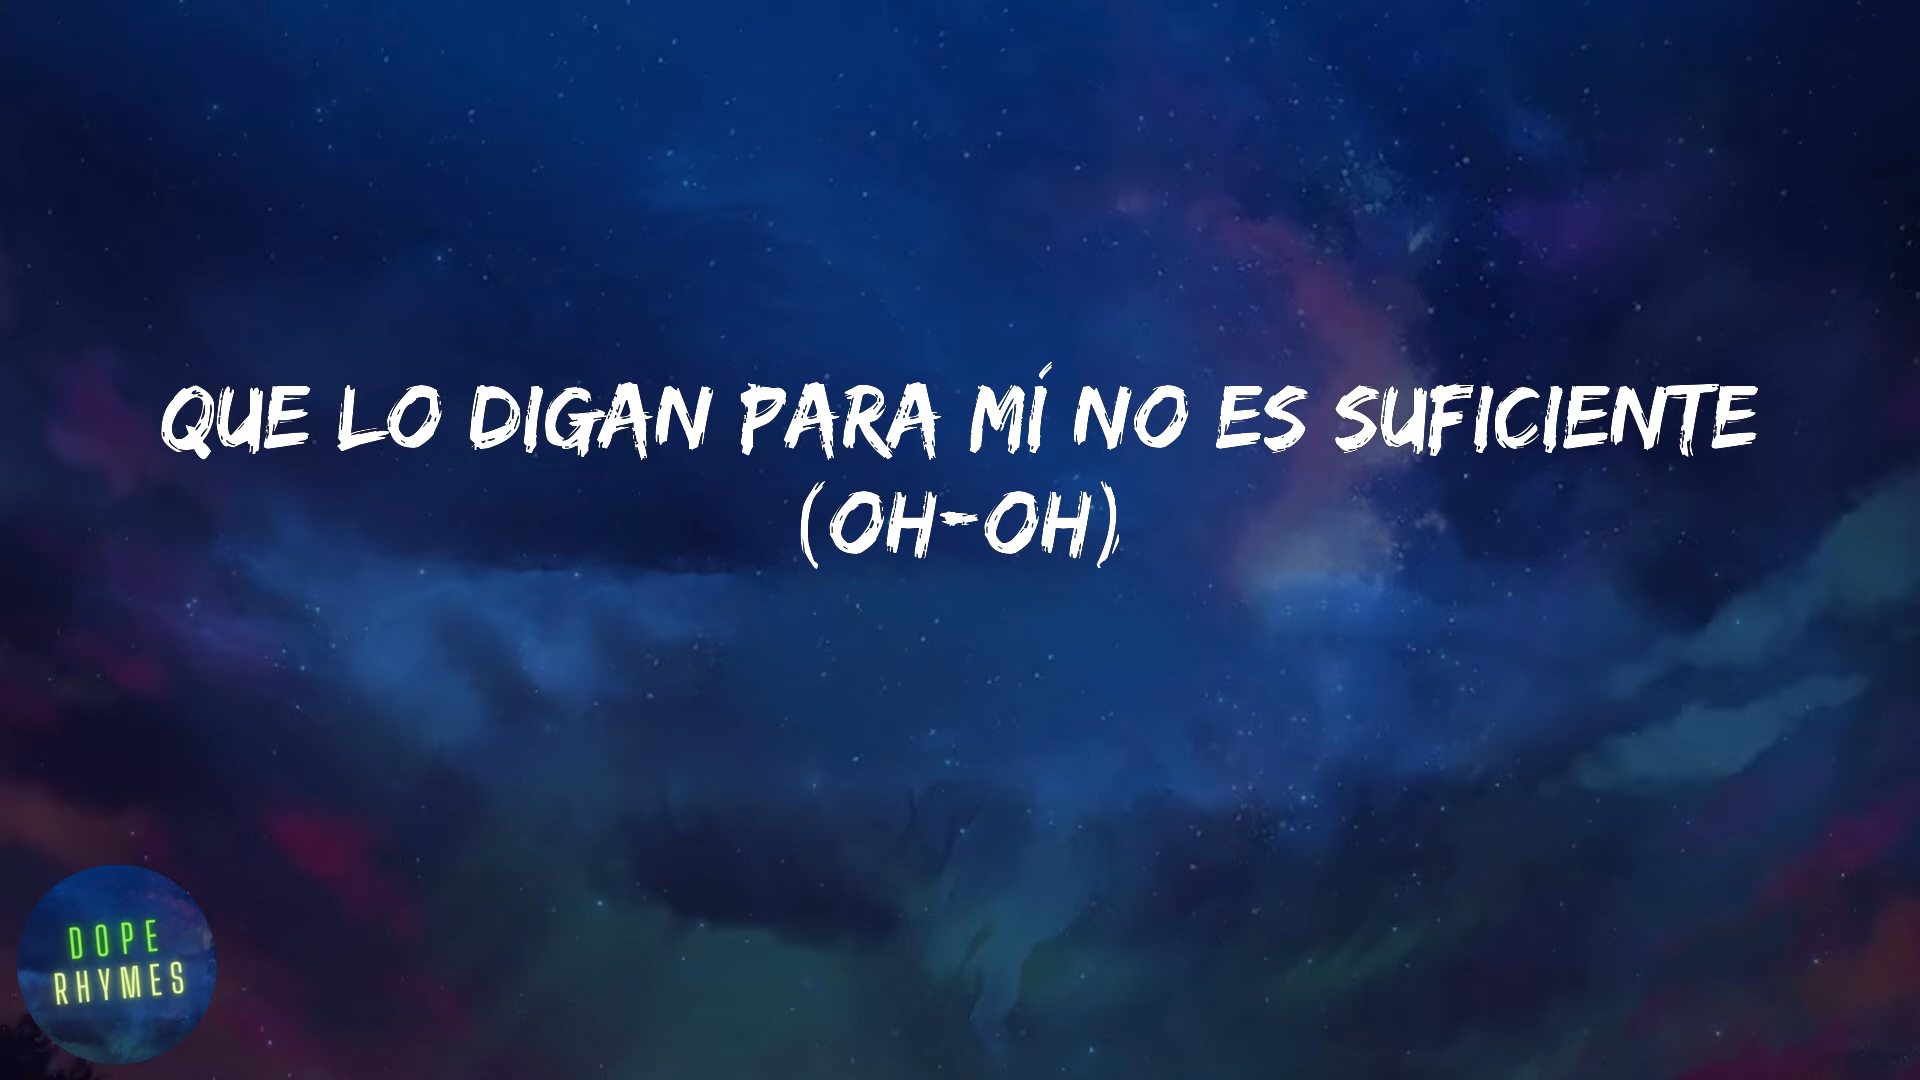 QUE LO DIGAN PARA MÍ NO ES SUFICIENTE
(OH-OH)
DOPE
RHYMES